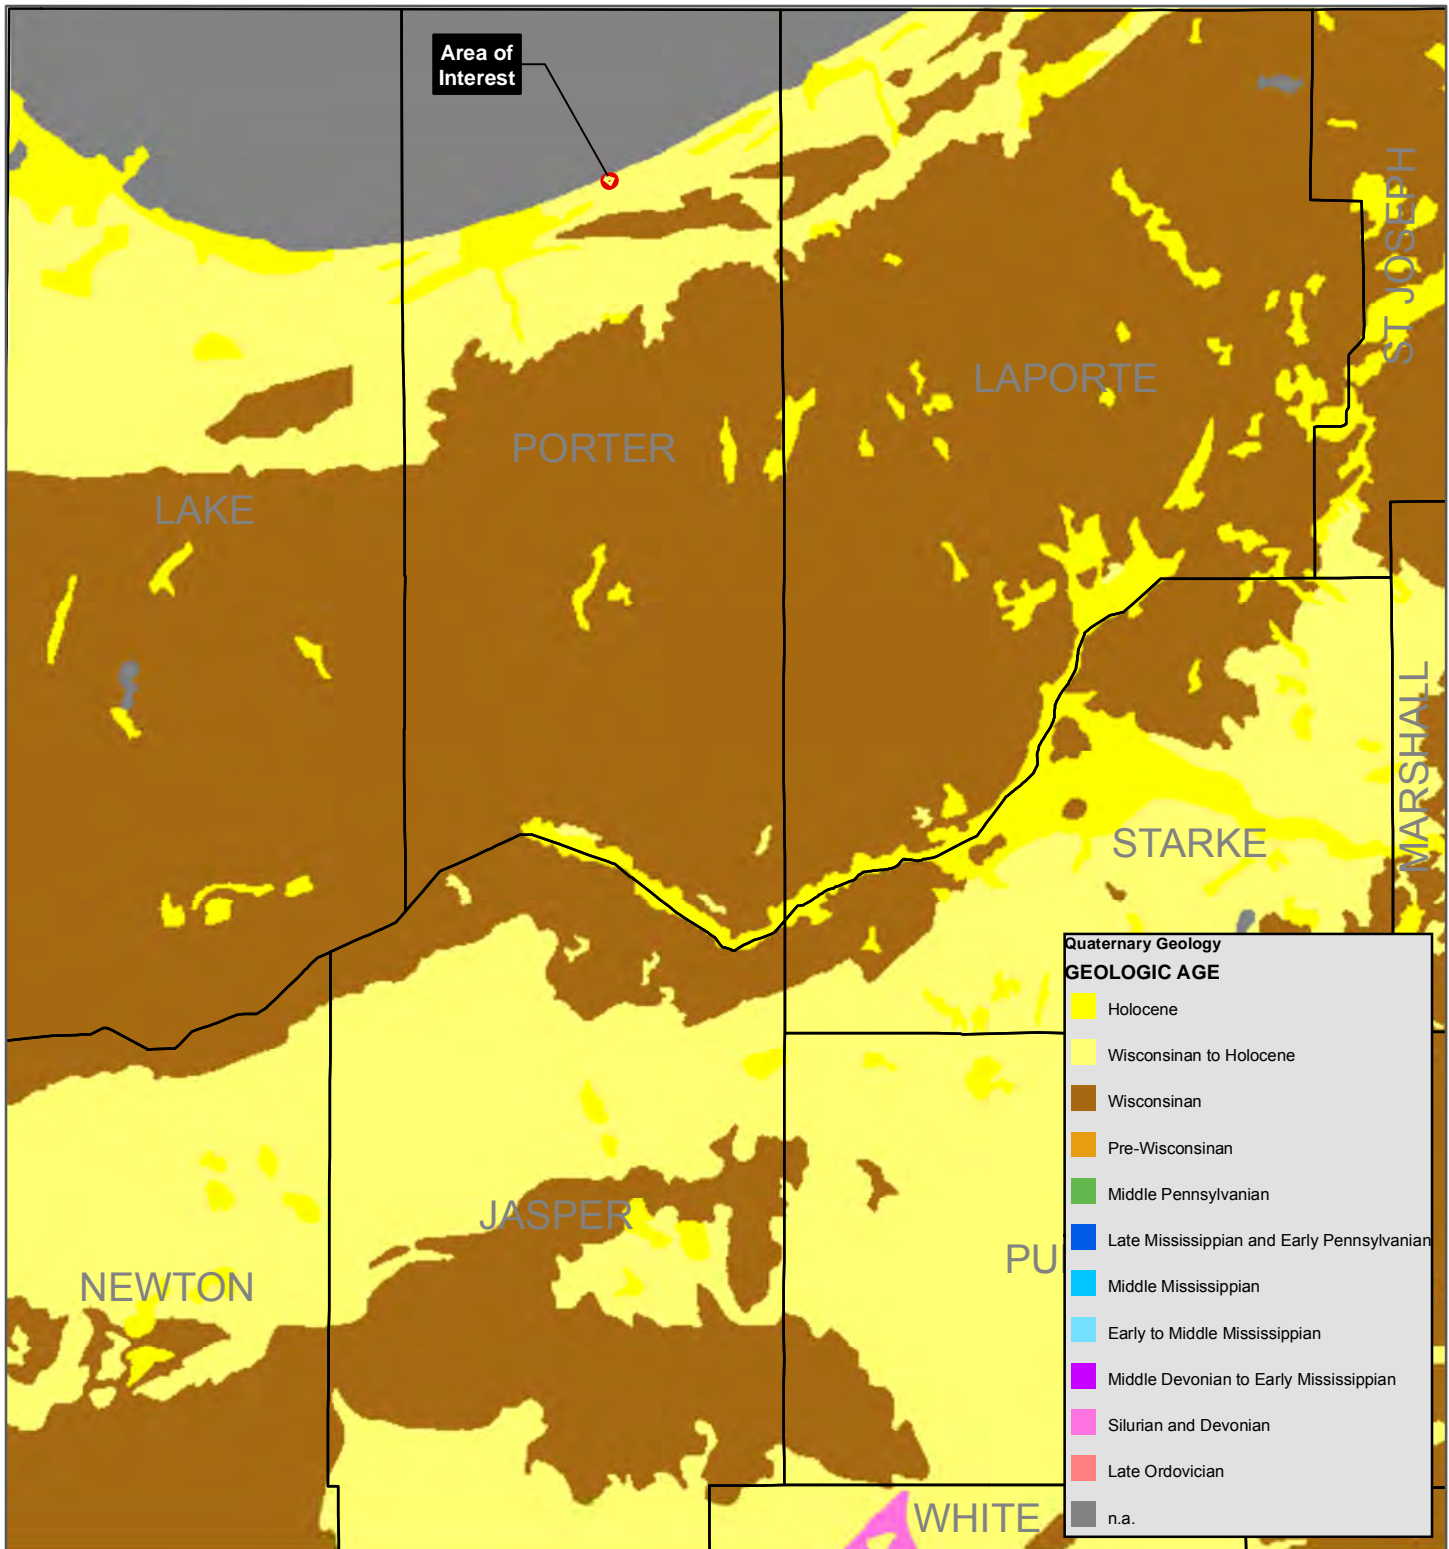 Area of
Interest
ST JOSEPH
LAPORTE
PORTER
LAKE
MARSHALL
STARKE
Quaternary Geology
GEOLOGIC AGE
Holocene
Wisconsinan to Holocene
Wisconsinan
Pre-Wisconsinan
Middle Pennsylvanian
Late Mississippian and Early Pennsylvanian
Middle Mississippian
Early to Middle Mississippian
Middle Devonian to Early Mississippian
Silurian and Devonian
Late Ordovician
n.a.
JASPER
PU
NEWTON
WHITE